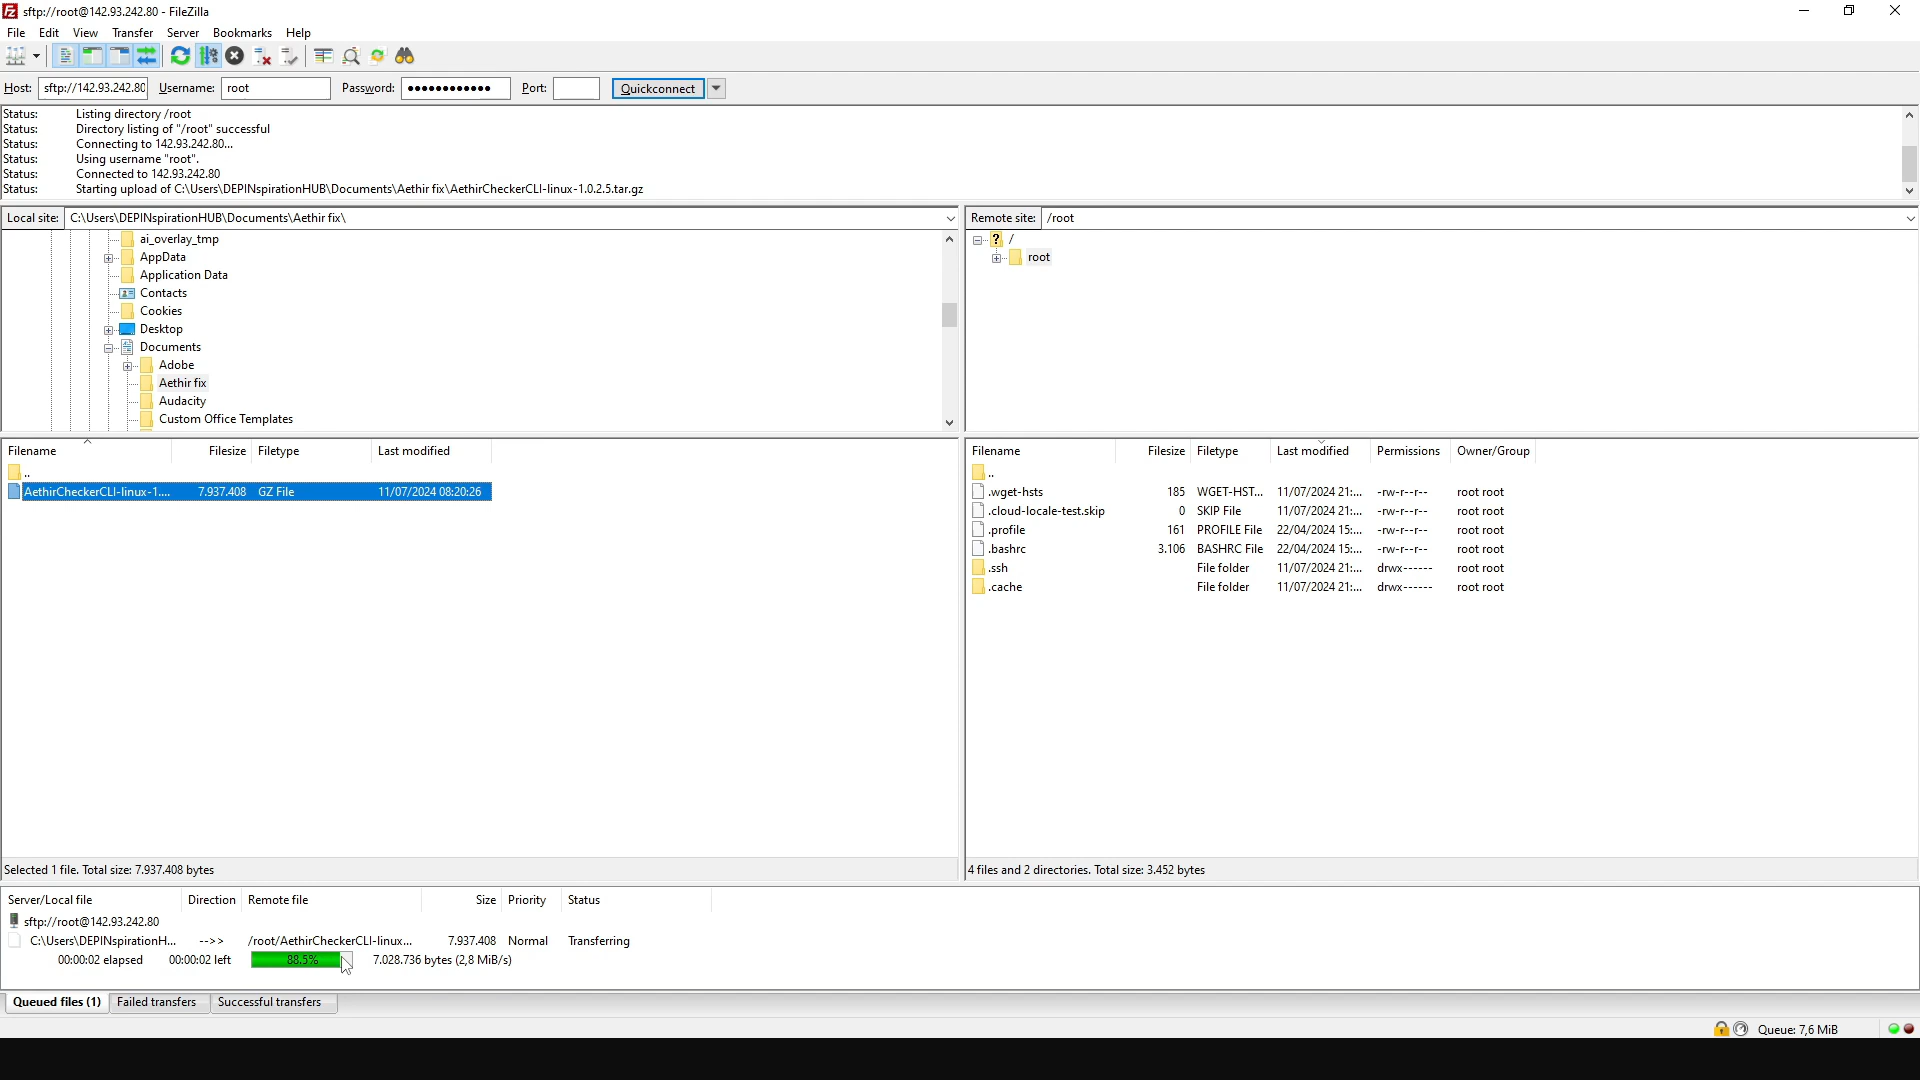 sftp://root@142.93.242.80 - FileZilla
File Edit View Transfer Server Bookmarks Help
Host: sftp://142.93.242.80 Username: root Password: •••••••••••• Port: Quickconnect
Status: Listing directory /root
Status: Directory listing of "/root" successful
Status: Connecting to 142.93.242.80...
Status: Using username "root".
Status: Connected to 142.93.242.80
Status: Starting upload of C:\Users\DEPINspirationHUB\Documents\Aethir fix\AethirCheckerCLI-linux-1.0.2.5.tar.gz
Local site: C:\Users\DEPINspirationHUB\Documents\Aethir fix\
ai_overlay_tmp
AppData
Application Data
Contacts
Cookies
Desktop
Documents
Adobe
Aethir fix
Audacity
Custom Office Templates
Remote site: /root
? /
root
Filename Filesize Filetype Last modified
..
AethirCheckerCLI-linux-1.... 7.937.408 GZ File 11/07/2024 08:20:26
Selected 1 file. Total size: 7.937.408 bytes
Filename Filesize Filetype Last modified Permissions Owner/Group
..
.wget-hsts 185 WGET-HST... 11/07/2024 21:... -rw-r--r-- root root
.cloud-locale-test.skip 0 SKIP File 11/07/2024 21:... -rw-r--r-- root root
.profile 161 PROFILE File 22/04/2024 15:... -rw-r--r-- root root
.bashrc 3.106 BASHRC File 22/04/2024 15:... -rw-r--r-- root root
.ssh File folder 11/07/2024 21:... drwx------ root root
.cache File folder 11/07/2024 21:... drwx------ root root
4 files and 2 directories. Total size: 3.452 bytes
Server/Local file Direction Remote file Size Priority Status
sftp://root@142.93.242.80
C:\Users\DEPINspirationH... -->> /root/AethirCheckerCLI-linux... 7.937.408 Normal Transferring
00:00:02 elapsed 00:00:02 left 88.5% 7.028.736 bytes (2,8 MiB/s)
Queued files (1) Failed transfers Successful transfers
Queue: 7,6 MiB